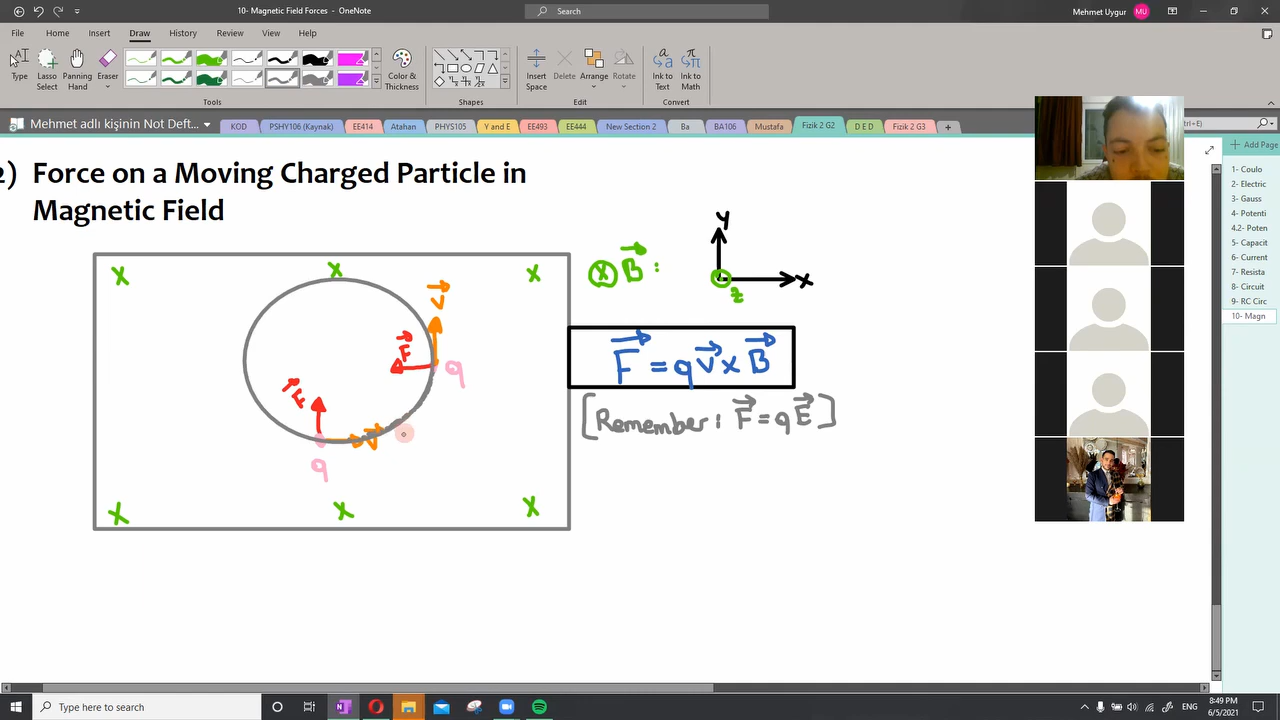 10- Magnetic Field Forces - OneNote
Search
Mehmet Uygur
MU
File Home Insert Draw History Review View Help
Type
Lasso Select
Panning Hand
Eraser
Color & Thickness
Insert Space
Delete
Arrange
Rotate
Ink to Text
Ink to Math
Tools
Shapes
Edit
Convert
Mehmet adlı kişinin Not Deft...
KOD PSHY106 (Kaynak) EE414 Atahan PHYS105 Y and E EE493 EE444 New Section 2 Ba BA106 Mustafa Fizik 2 G2 D E D Fizik 2 G3 +
+E)
Add Page
1- Coulo
2- Electric
3- Gauss
4- Potenti
4.2- Poten
5- Capacit
6- Current
7- Resista
8- Circuit
9- RC Circ
10- Magn
2) Force on a Moving Charged Particle in
Magnetic Field
x x x
v
F
q
F
v
q
x x x
B :
y
x
z
F = qv x B
[Remember: F = qE]
Type here to search
ENG
8:49 PM
6/5/2021